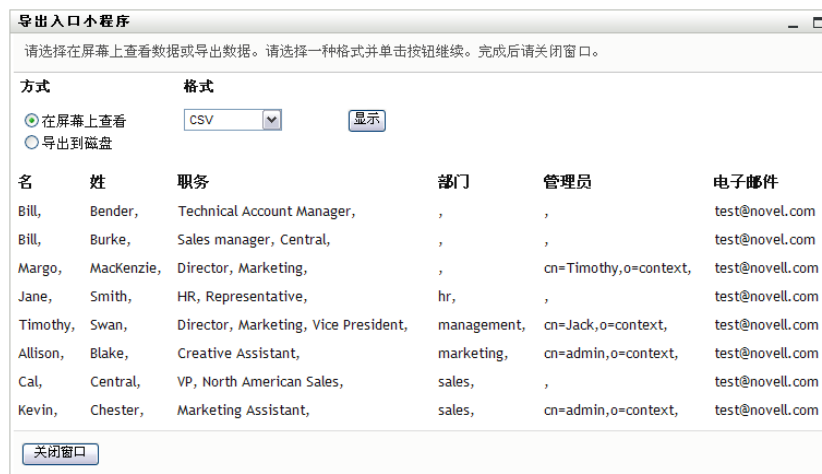 导出入口小程序
请选择在屏幕上查看数据或导出数据。请选择一种格式并单击按钮继续。完成后请关闭窗口。
方式 格式
在屏幕上查看 CSV 显示
导出到磁盘
名 姓 职务 部门 管理员 电子邮件
Bill, Bender, Technical Account Manager, , , test@novel.com
Bill, Burke, Sales manager, Central, , , test@novel.com
Margo, MacKenzie, Director, Marketing, , cn=Timothy,o=context, test@novell.com
Jane, Smith, HR, Representative, hr, , test@novell.com
Timothy, Swan, Director, Marketing, Vice President, management, cn=Jack,o=context, test@novell.com
Allison, Blake, Creative Assistant, marketing, cn=admin,o=context, test@novell.com
Cal, Central, VP, North American Sales, sales, , test@novell.com
Kevin, Chester, Marketing Assistant, sales, cn=admin,o=context, test@novell.com
关闭窗口